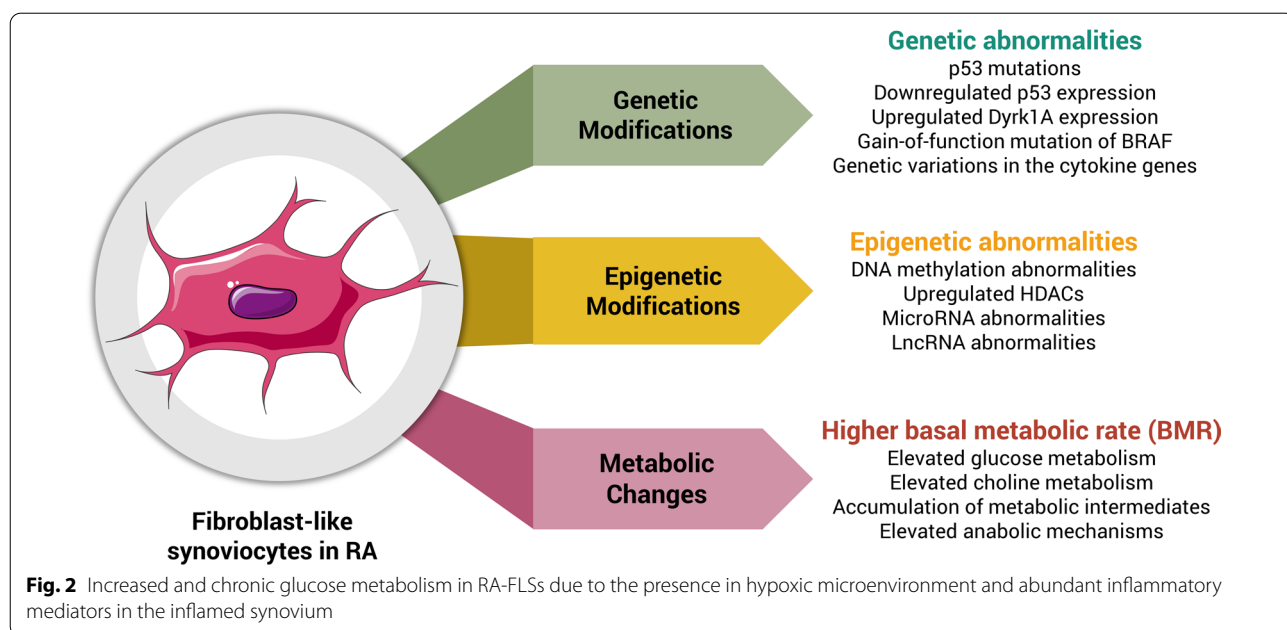 Genetic abnormalities
p53 mutations
Downregulated p53 expression
Upregulated Dyrk1A expression
Gain-of-function mutation of BRAF
Genetic variations in the cytokine genes
Genetic
Modifications
Epigenetic abnormalities
DNA methylation abnormalities
Upregulated HDACs
MicroRNA abnormalities
LncRNA abnormalities
Epigenetic
Modifications
Higher basal metabolic rate (BMR)
Elevated glucose metabolism
Elevated choline metabolism
Accumulation of metabolic intermediates
Elevated anabolic mechanisms
Metabolic
Changes
Fibroblast-like
synoviocytes in RA
Fig. 2 Increased and chronic glucose metabolism in RA-FLSs due to the presence in hypoxic microenvironment and abundant inflammatory
mediators in the inflamed synovium